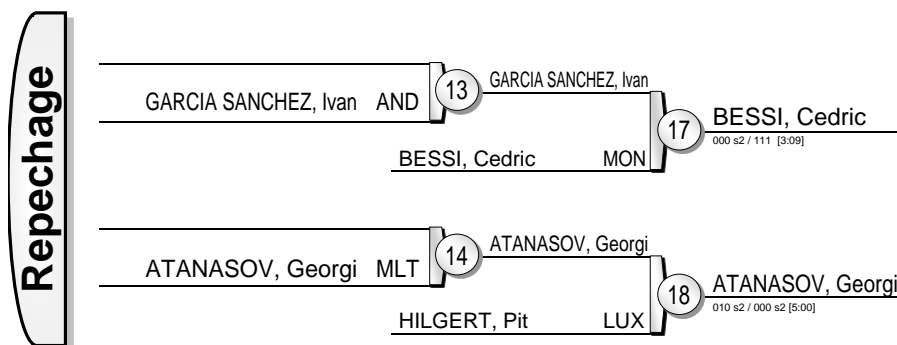 Repechage
GARCIA SANCHEZ, Ivan AND
13
GARCIA SANCHEZ, Ivan
BESSI, Cedric MON
17
BESSI, Cedric
000 s2 / 111 [3:09]
ATANASOV, Georgi MLT
14
ATANASOV, Georgi
HILGERT, Pit LUX
18
ATANASOV, Georgi
010 s2 / 000 s2 [5:00]